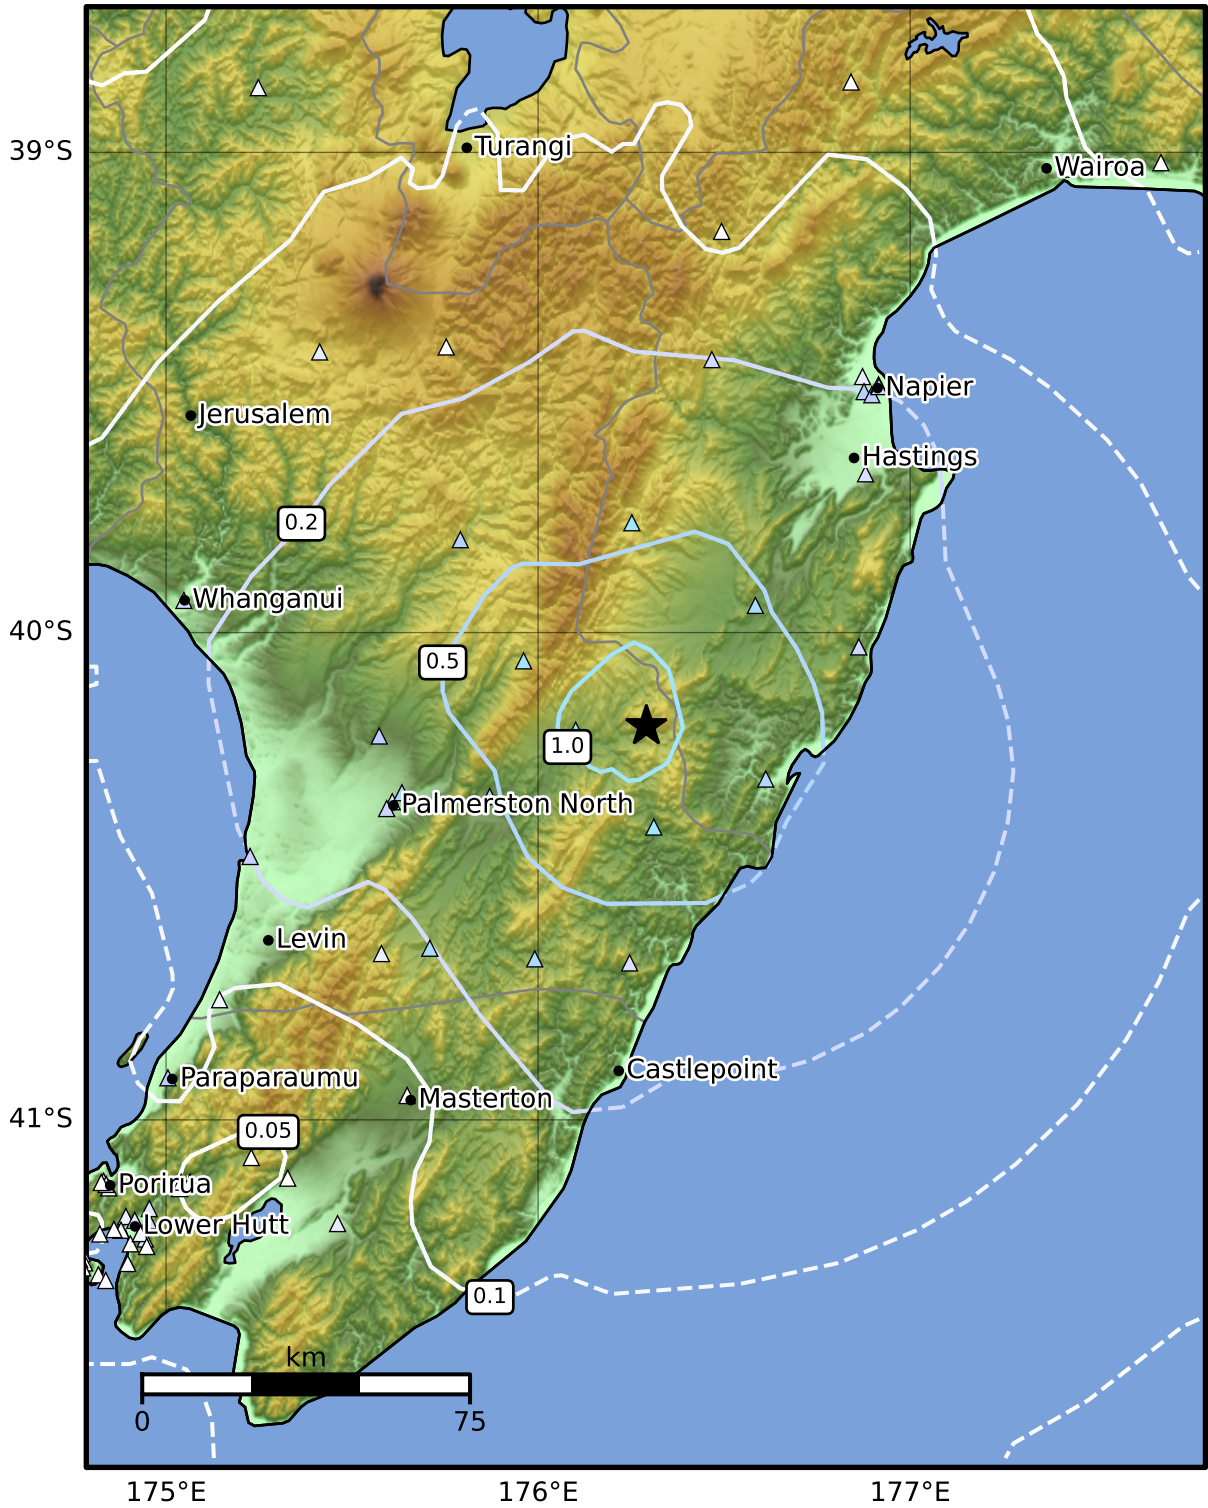 39°S
Turangi
Wairoa
Napier
Jerusalem
Hastings
0.2
Whanganui
40°S
0.5
1.0
Palmerston North
Levin
Castlepoint
Paraparaumu
Masterton
41°S
0.05
Porirua
Lower Hutt
0.1
km
0
75
175°E
176°E
177°E